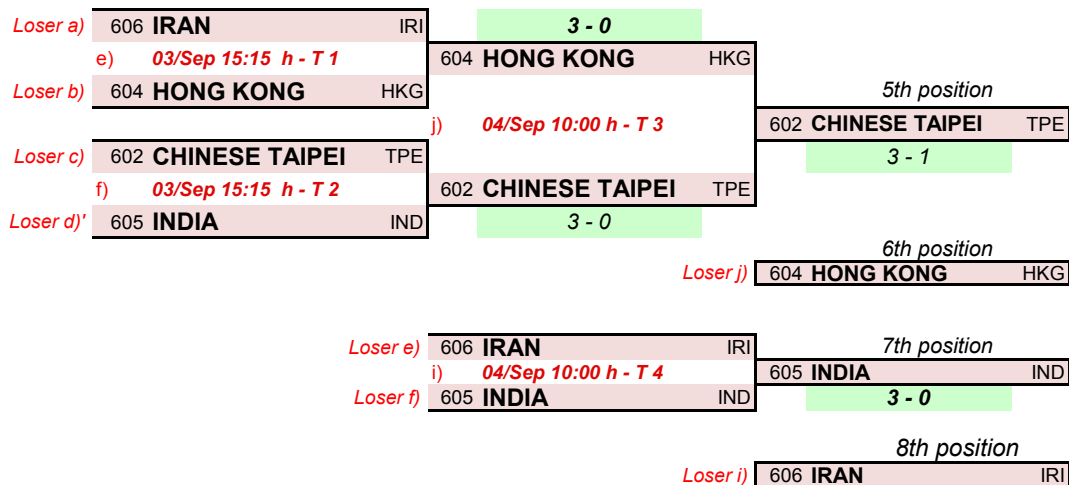 Loser a) 606 IRAN IRI 3 - 0
e) 03/Sep 15:15 h - T 1 604 HONG KONG HKG
Loser b) 604 HONG KONG HKG 5th position
j) 04/Sep 10:00 h - T 3 602 CHINESE TAIPEI TPE
Loser c) 602 CHINESE TAIPEI TPE 3 - 1
f) 03/Sep 15:15 h - T 2 602 CHINESE TAIPEI TPE
Loser d)' 605 INDIA IND 3 - 0
6th position
Loser j) 604 HONG KONG HKG
Loser e) 606 IRAN IRI 7th position
i) 04/Sep 10:00 h - T 4 605 INDIA IND
Loser f) 605 INDIA IND 3 - 0
8th position
Loser i) 606 IRAN IRI